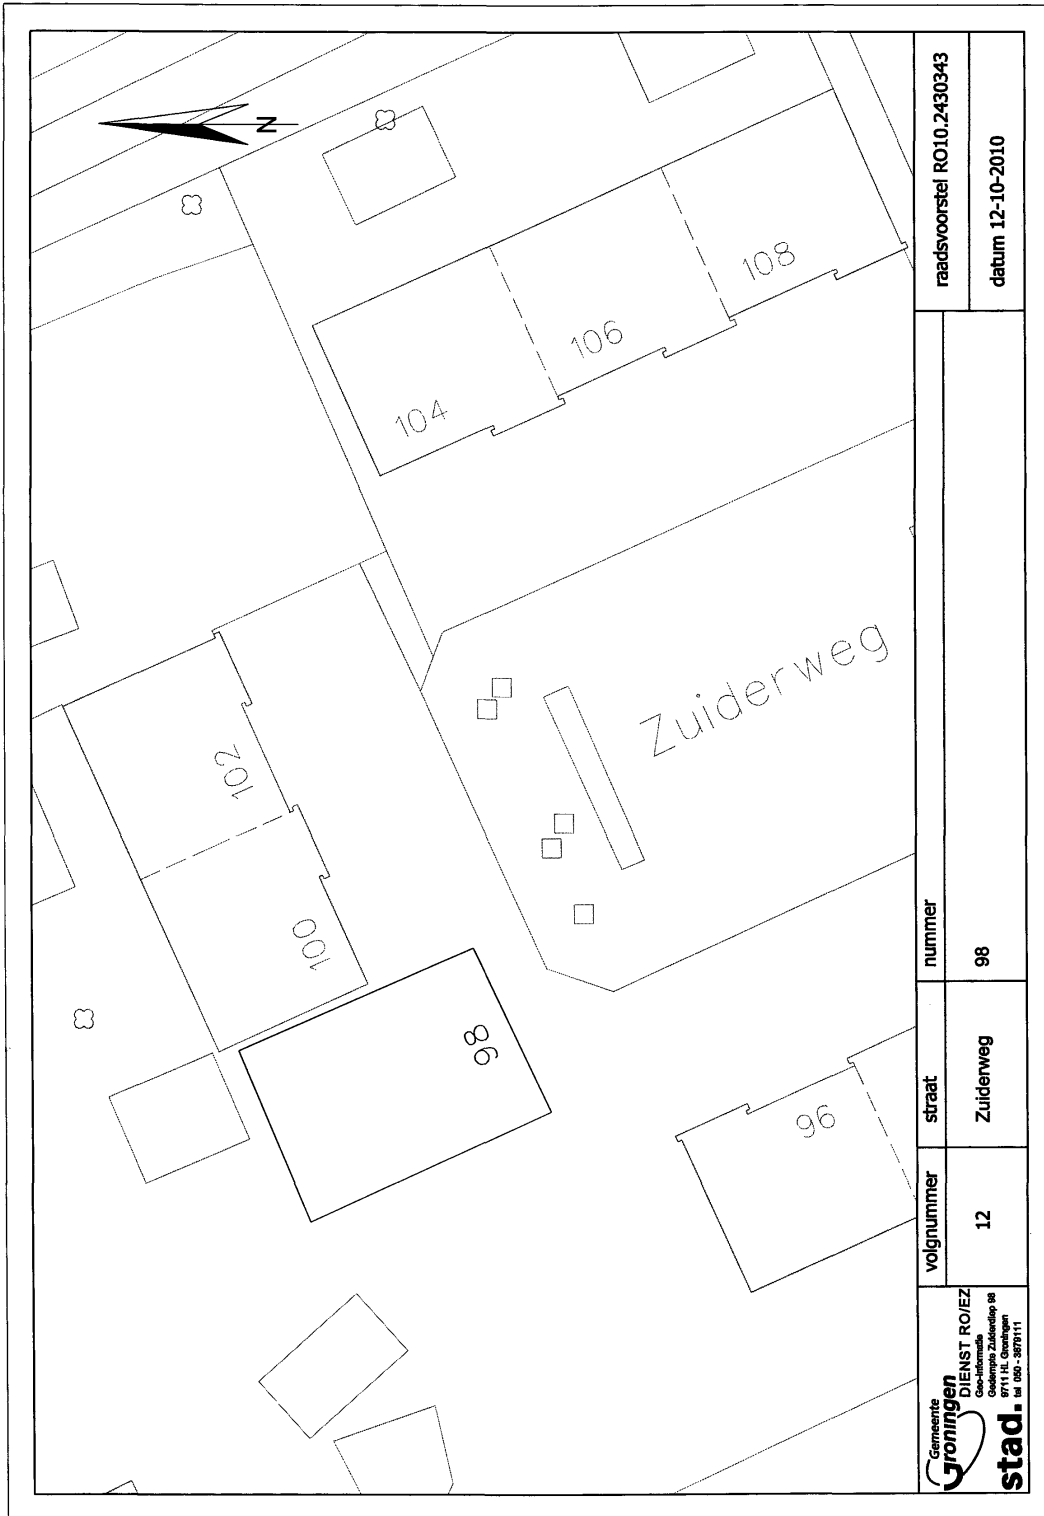 N
104
106
108
102
100
98
96
Zuiderweg
Gemeente
Groningen
stad.
DIENST RO/EZ
Geo-informatie
Gedempte Zuiderdiep 98
9711 HL Groningen
tel 050 - 3679111
volgnummer
12
straat
Zuiderweg
nummer
98
raadsvoorstel RO10.2430343
datum 12-10-2010